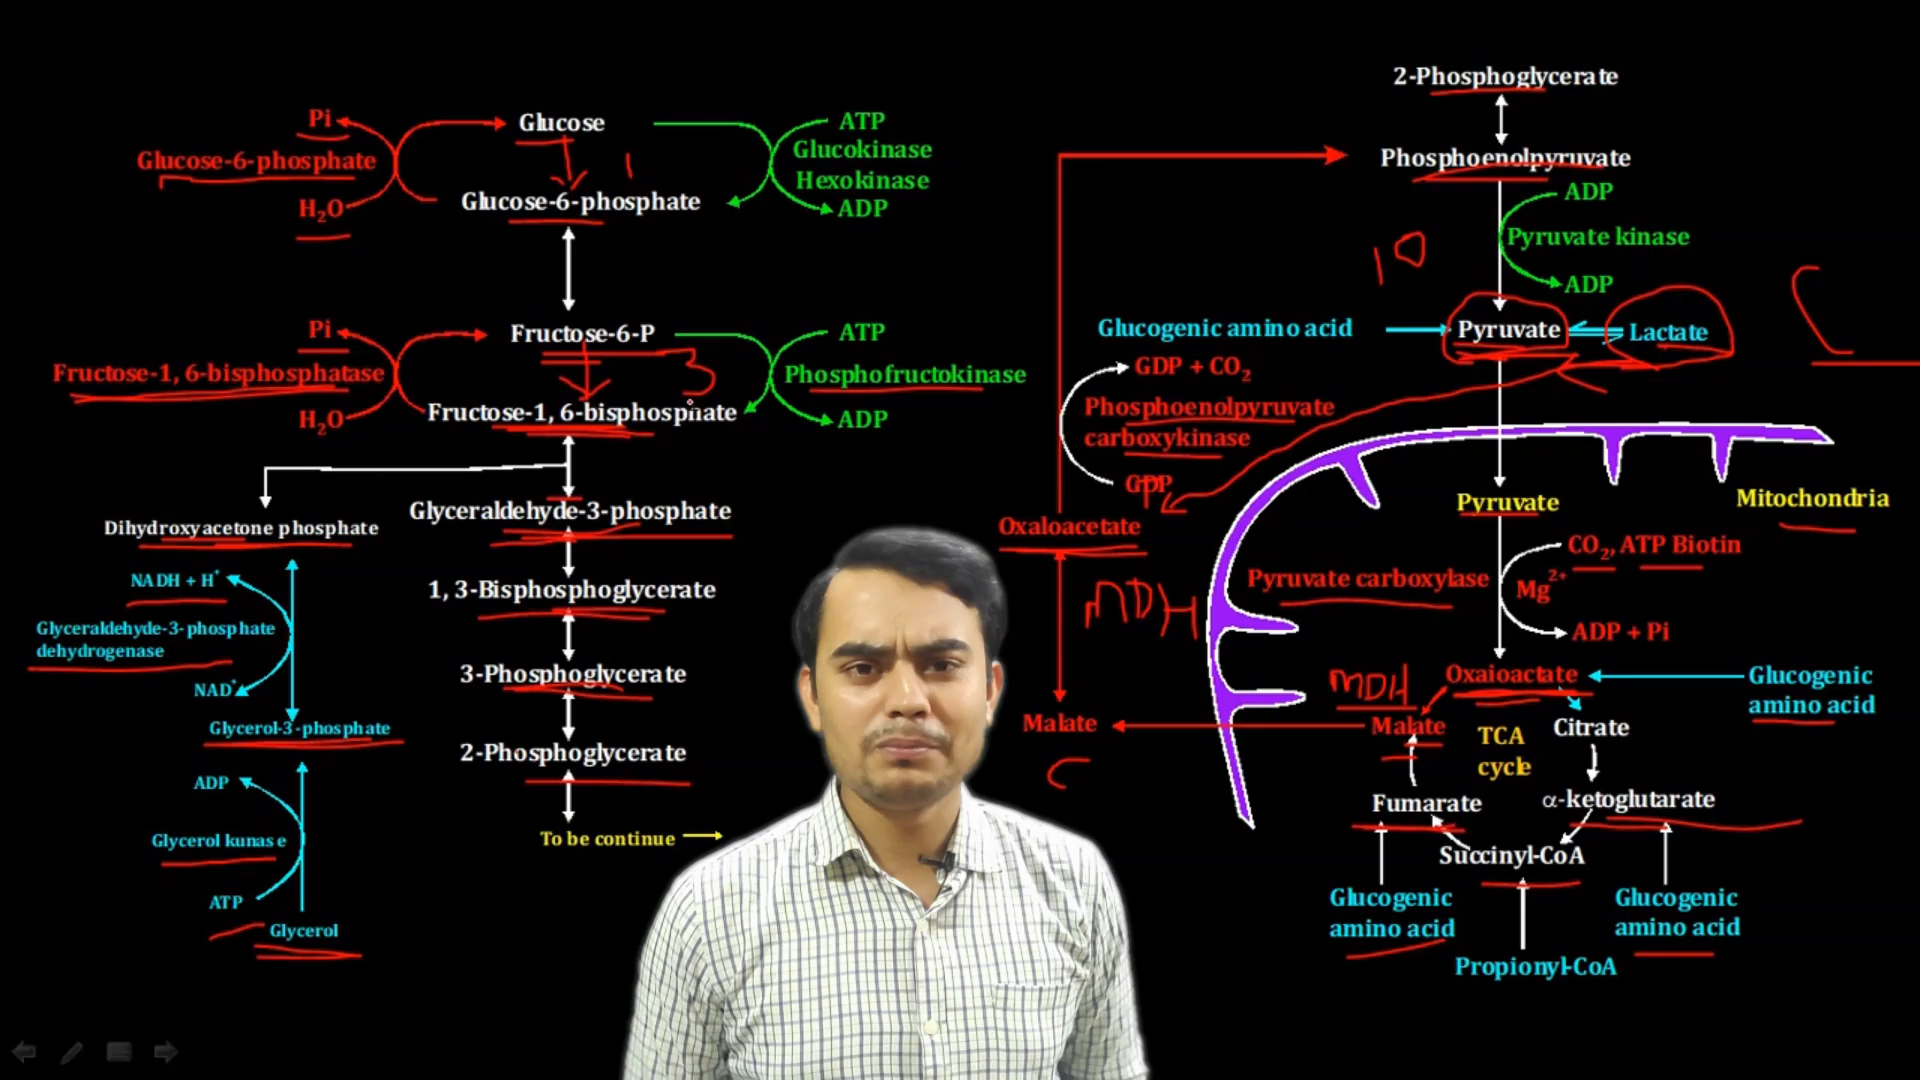 Glucose
Pi
Glucose-6-phosphate
H₂O
ATP
Glucokinase
Hexokinase
ADP
1
Glucose-6-phosphate
Pi
Fructose-1, 6-bisphosphatase
H₂O
Fructose-6-P
3
ATP
Phosphofructokinase
ADP
Fructose-1, 6-bisphosphate
Dihydroxyacetone phosphate
NADH + H⁺
Glyceraldehyde-3-phosphate
dehydrogenase
NAD⁺
Glycerol-3-phosphate
ADP
Glycerol kunase
ATP
Glycerol
Glyceraldehyde-3-phosphate
1, 3-Bisphosphoglycerate
3-Phosphoglycerate
2-Phosphoglycerate
To be continue
2-Phosphoglycerate
Phosphoenolpyruvate
ADP
Pyruvate kinase
ADP
10
Glucogenic amino acid
Pyruvate
Lactate
GDP + CO₂
Phosphoenolpyruvate
carboxykinase
Oxaloacetate
MDH
Malate
C
Pyruvate
Mitochondria
CO₂, ATP Biotin
Pyruvate carboxylase
Mg²⁺
ADP + Pi
MDH
Oxaioactate
Glucogenic
amino acid
Malate
TCA
cycle
Citrate
Fumarate
α-ketoglutarate
Succinyl-CoA
Glucogenic
amino acid
Glucogenic
amino acid
Propionyl-CoA